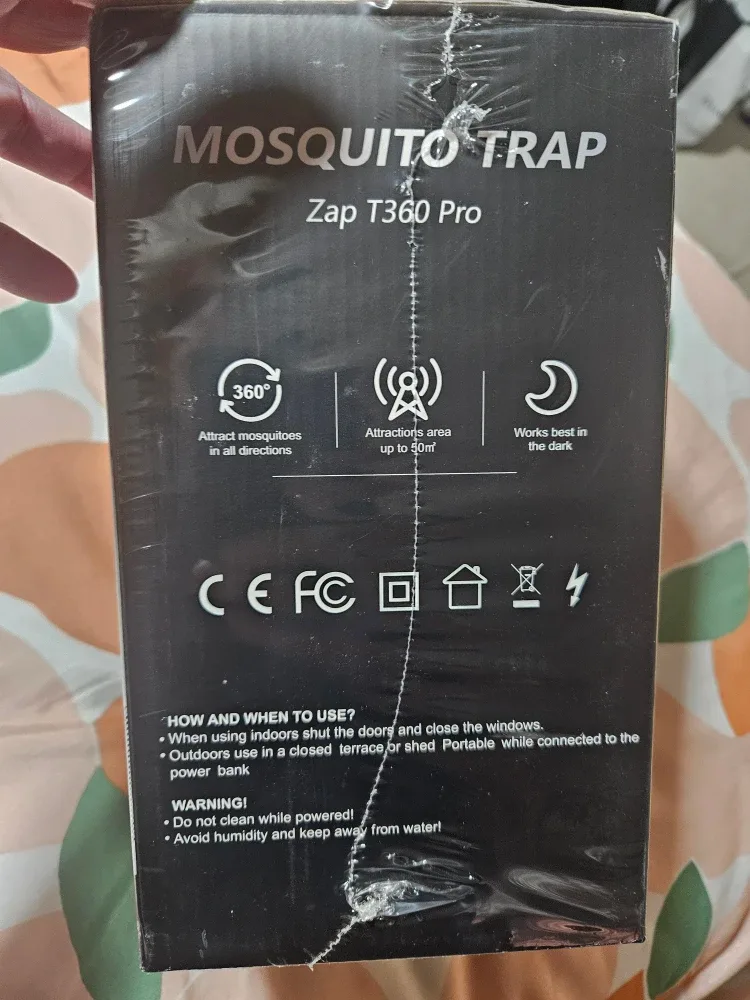 MOSQUITO TRAP
Zap T360 Pro
360°
Attract mosquitoes
in all directions
Attractions area
up to 50㎡
Works best in
the dark
CE FC
HOW AND WHEN TO USE?
• When using indoors shut the doors and close the windows.
• Outdoors use in a closed terrace or shed Portable while connected to the
power bank
WARNING!
• Do not clean while powered!
• Avoid humidity and keep away from water!